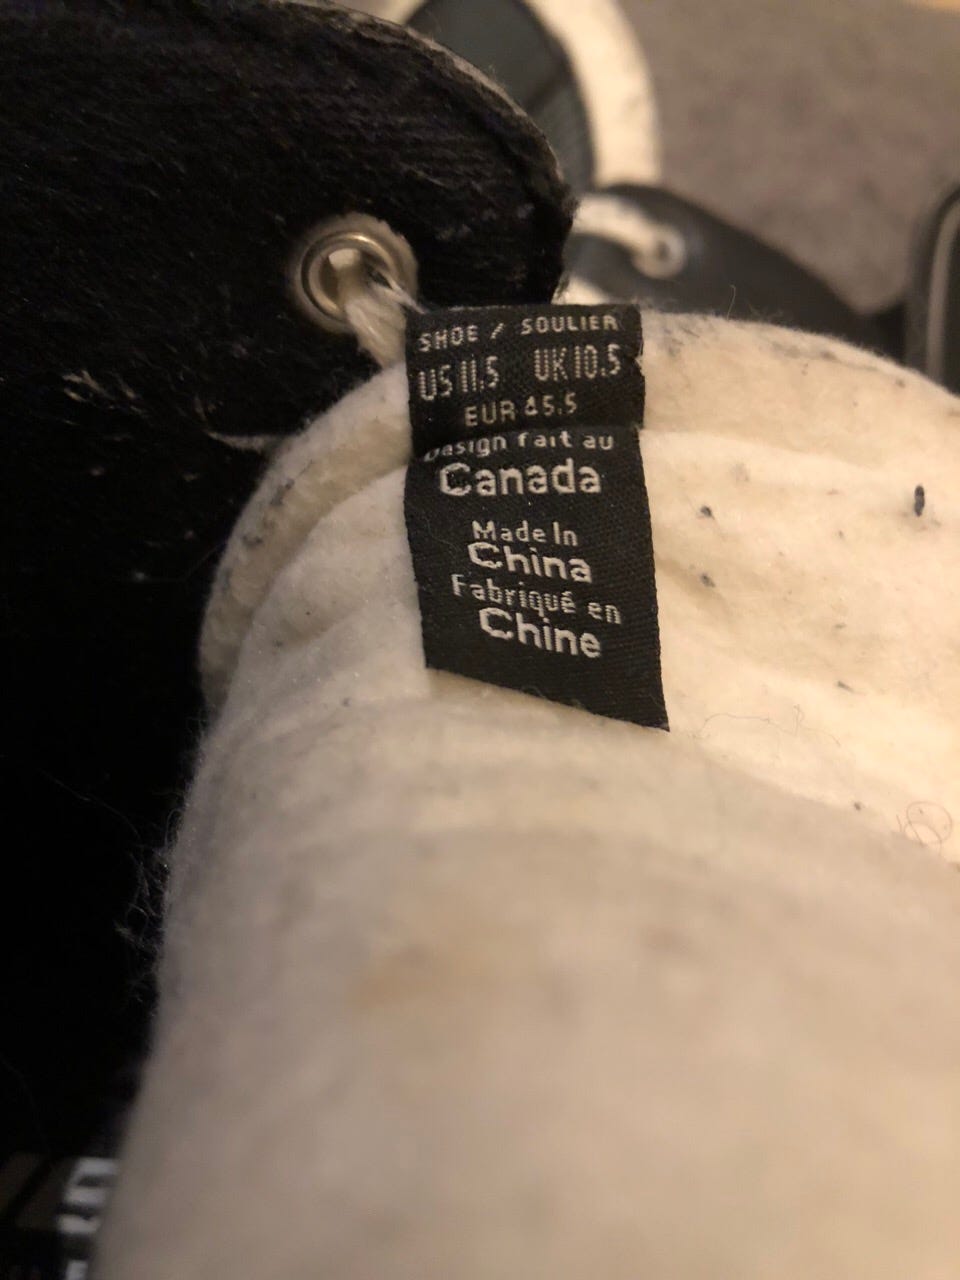 SHOE / SOULIER
US 11.5 UK 10.5
EUR 45.5
Design fait au
Canada
Made In
China
Fabriqué en
Chine